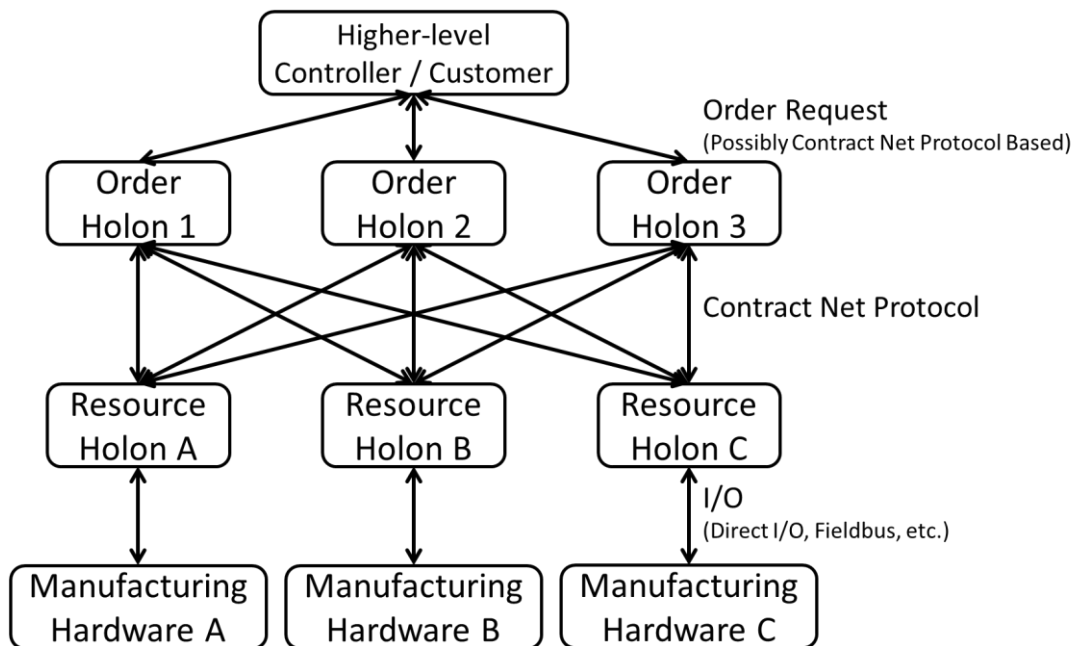 Higher-level
Controller / Customer
Order Request
(Possibly Contract Net Protocol Based)
Order
Holon 1
Order
Holon 2
Order
Holon 3
Contract Net Protocol
Resource
Holon A
Resource
Holon B
Resource
Holon C
I/O
(Direct I/O, Fieldbus, etc.)
Manufacturing
Hardware A
Manufacturing
Hardware B
Manufacturing
Hardware C